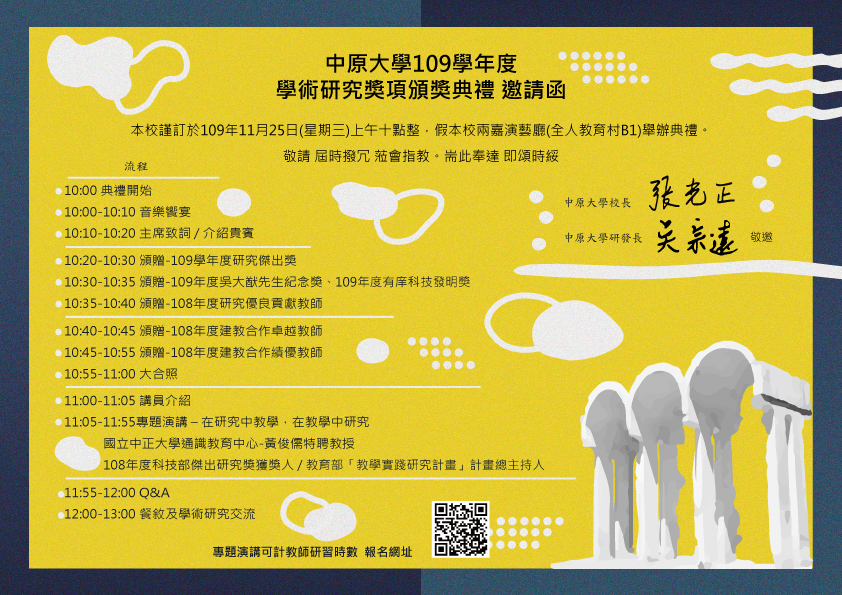 中原大學109學年度
學術研究獎項頒獎典禮 邀請函
本校謹訂於109年11月25日(星期三)上午十點整，假本校兩嘉演藝廳(全人教育村B1)舉辦典禮。
敬請 屆時撥冗 蒞會指教。耑此奉達 即頌時綏
流程
10:00 典禮開始
10:00-10:10 音樂饗宴
10:10-10:20 主席致詞 / 介紹貴賓
10:20-10:30 頒贈-109學年度研究傑出獎
10:30-10:35 頒贈-109年度吳大猷先生紀念獎、109年度有庠科技發明獎
10:35-10:40 頒贈-108年度研究優良貢獻教師
10:40-10:45 頒贈-108年度建教合作卓越教師
10:45-10:55 頒贈-108年度建教合作績優教師
10:55-11:00 大合照
11:00-11:05 講員介紹
11:05-11:55專題演講 – 在研究中教學，在教學中研究
國立中正大學通識教育中心-黃俊儒特聘教授
108年度科技部傑出研究獎獲獎人 / 教育部「教學實踐研究計畫」計畫總主持人
11:55-12:00 Q&A
12:00-13:00 餐敘及學術研究交流
中原大學校長 張光正
中原大學研發長 吳宗遠 敬邀
專題演講可計教師研習時數 報名網址